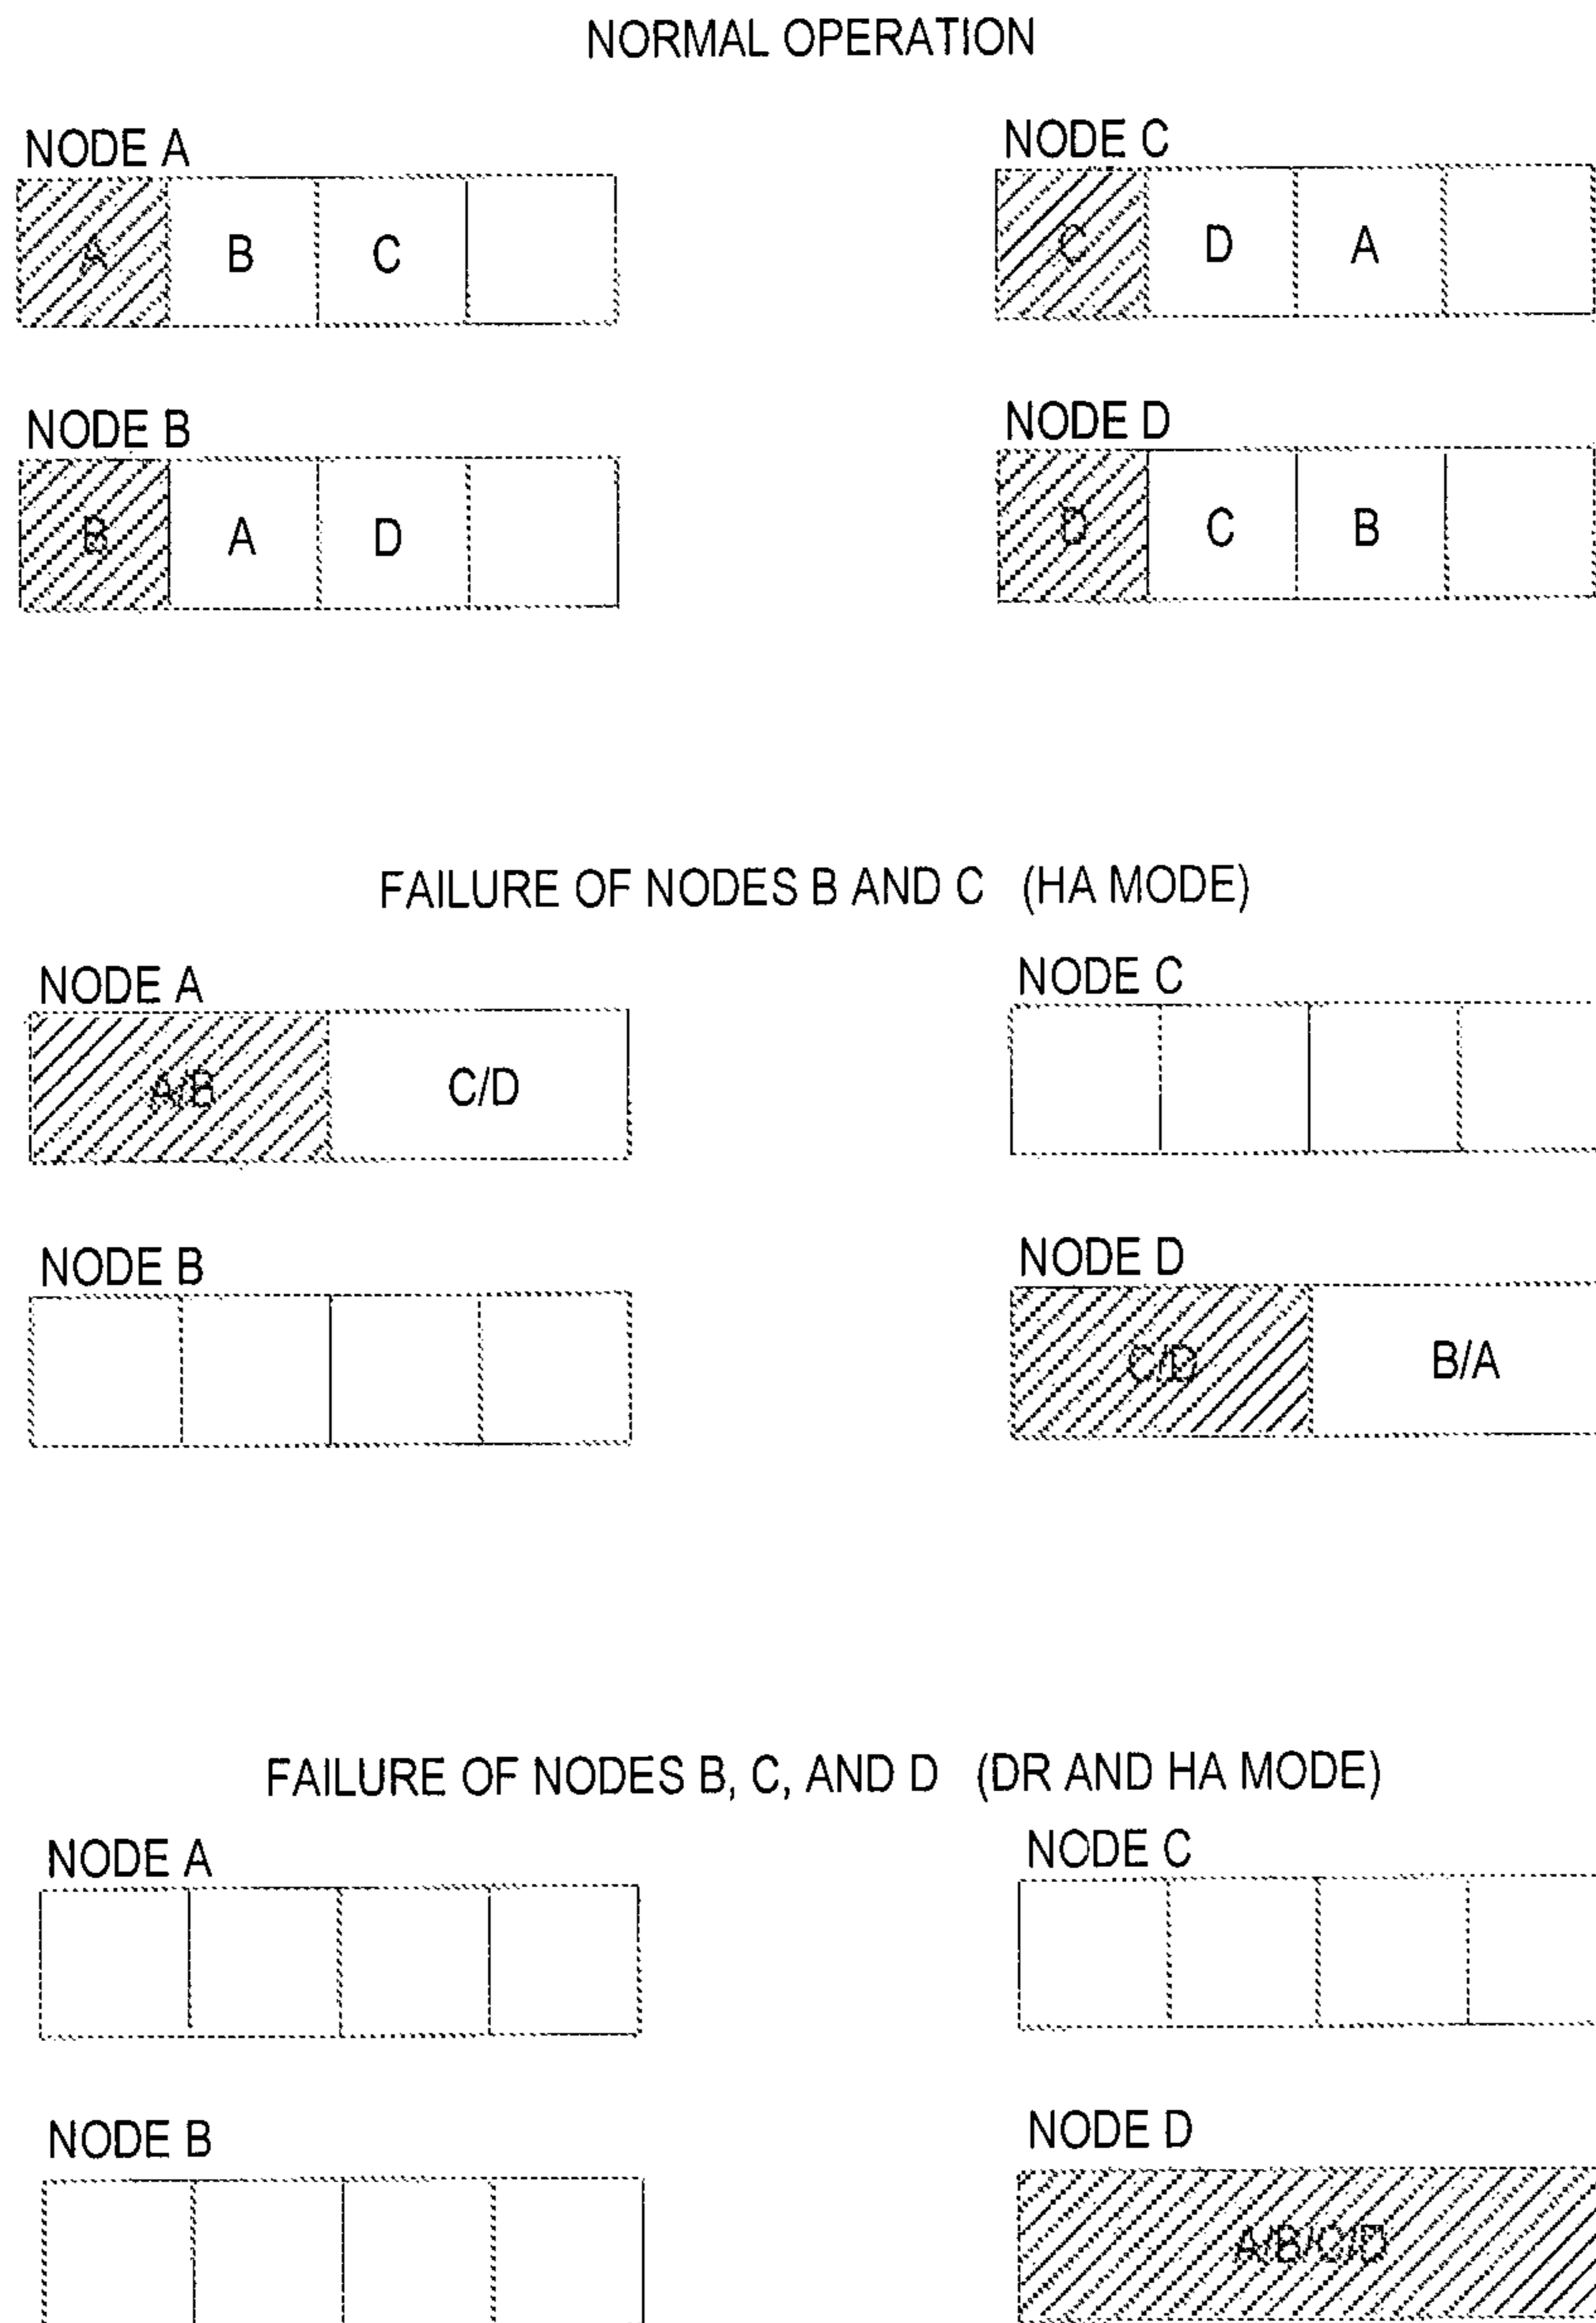 NORMAL OPERATION
NODE A
A B C
NODE C
C D A
NODE B
B A D
NODE D
D C B
FAILURE OF NODES B AND C (HA MODE)
NODE A
A/B C/D
NODE C
NODE B
NODE D
C/D B/A
FAILURE OF NODES B, C, AND D (DR AND HA MODE)
NODE A
NODE C
NODE B
NODE D
A/B/C/D